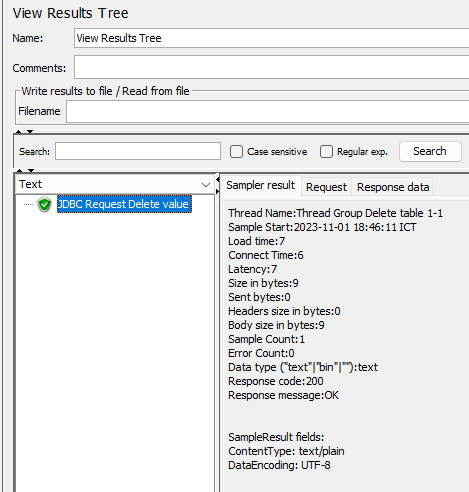 View Results Tree
Name: View Results Tree
Comments:
Write results to file / Read from file
Filename
Search: Case sensitive Regular exp. Search
Text
JDBC Request Delete value
Sampler result Request Response data
Thread Name:Thread Group Delete table 1-1
Sample Start:2023-11-01 18:46:11 ICT
Load time:7
Connect Time:6
Latency:7
Size in bytes:9
Sent bytes:0
Headers size in bytes:0
Body size in bytes:9
Sample Count:1
Error Count:0
Data type ("text"|"bin"|""):text
Response code:200
Response message:OK
SampleResult fields:
ContentType: text/plain
DataEncoding: UTF-8